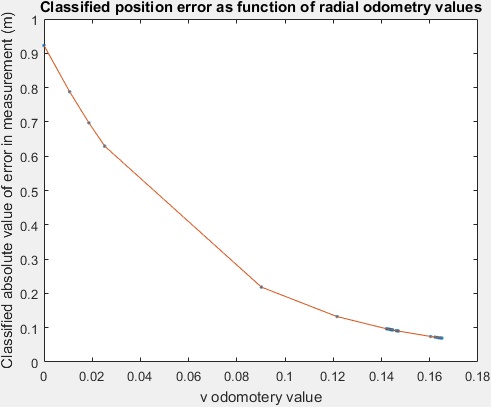 Classified position error as function of radial odometry values
Classified absolute value of error in measurement (m)
1
0.9
0.8
0.7
0.6
0.5
0.4
0.3
0.2
0.1
0
0 0.02 0.04 0.06 0.08 0.1 0.12 0.14 0.16 0.18
v odomotery value